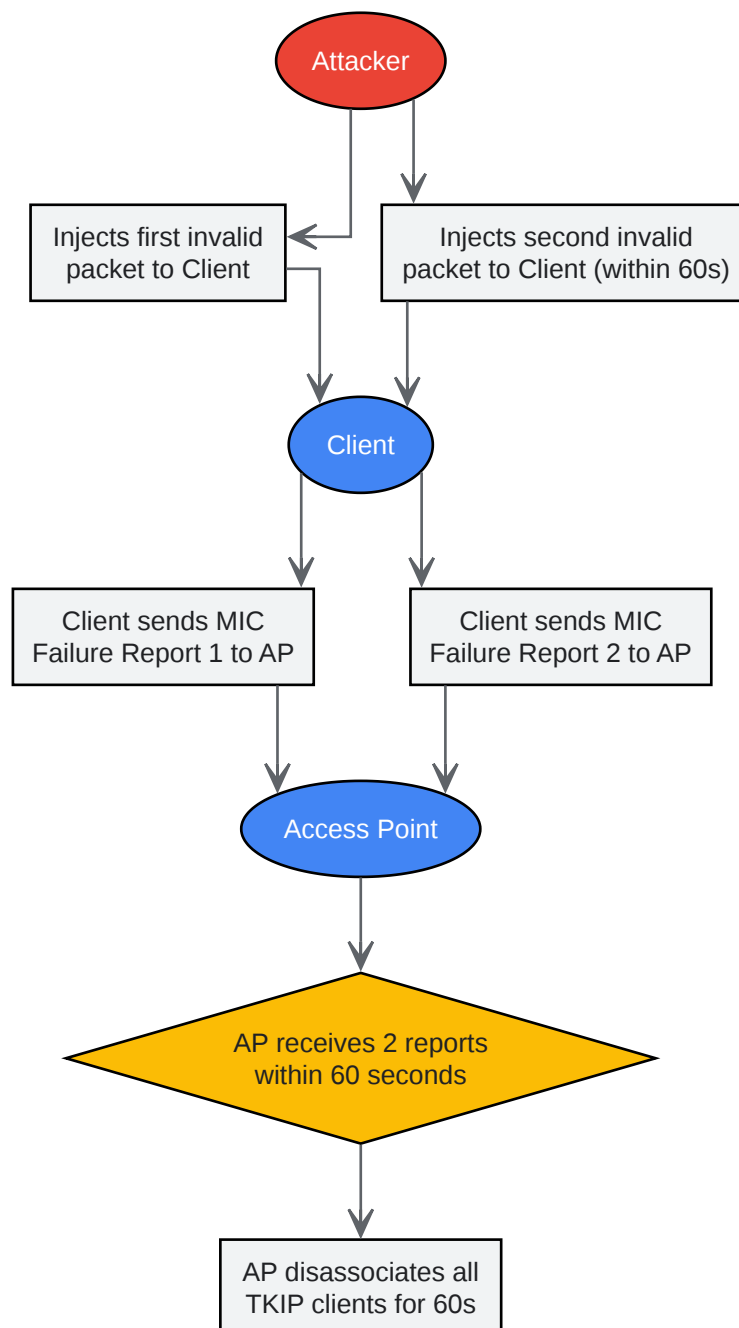 Attacker
Injects first invalid
packet to Client
Injects second invalid
packet to Client (within 60s)
Client
Client sends MIC
Failure Report 1 to AP
Client sends MIC
Failure Report 2 to AP
Access Point
AP receives 2 reports
within 60 seconds
AP disassociates all
TKIP clients for 60s